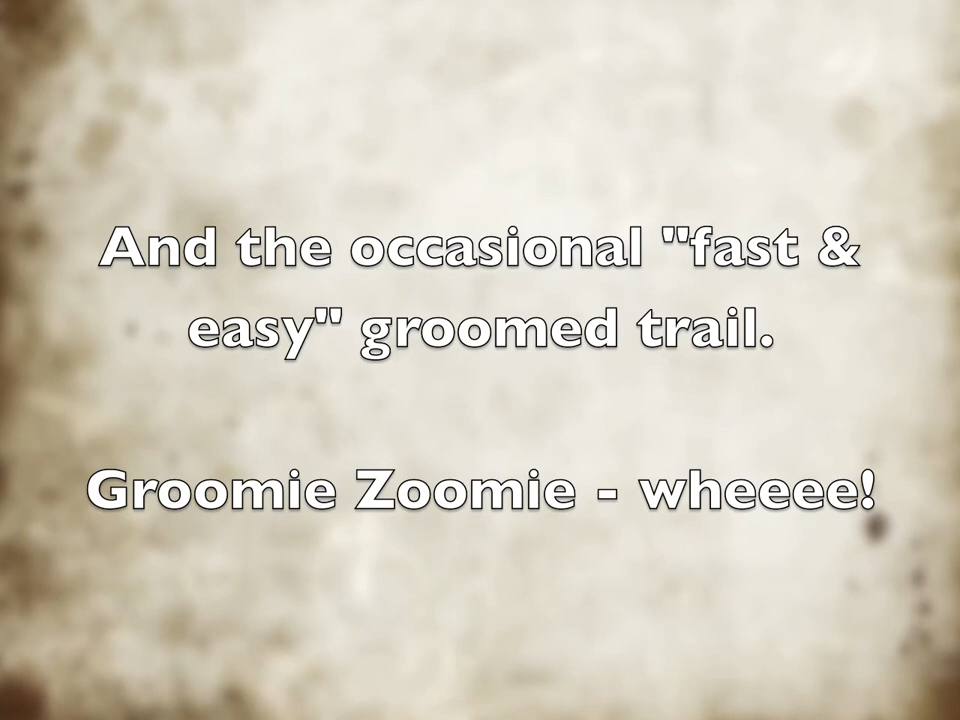 And the occasional "fast &
easy" groomed trail.
Groomie Zoomie - wheeee!